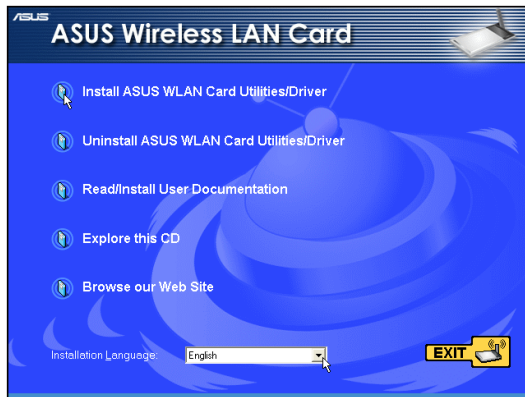 ASUS
ASUS Wireless LAN Card
Install ASUS WLAN Card Utilities/Driver
Uninstall ASUS WLAN Card Utilities/Driver
Read/Install User Documentation
Explore this CD
Browse our Web Site
Installation Language: English
EXIT